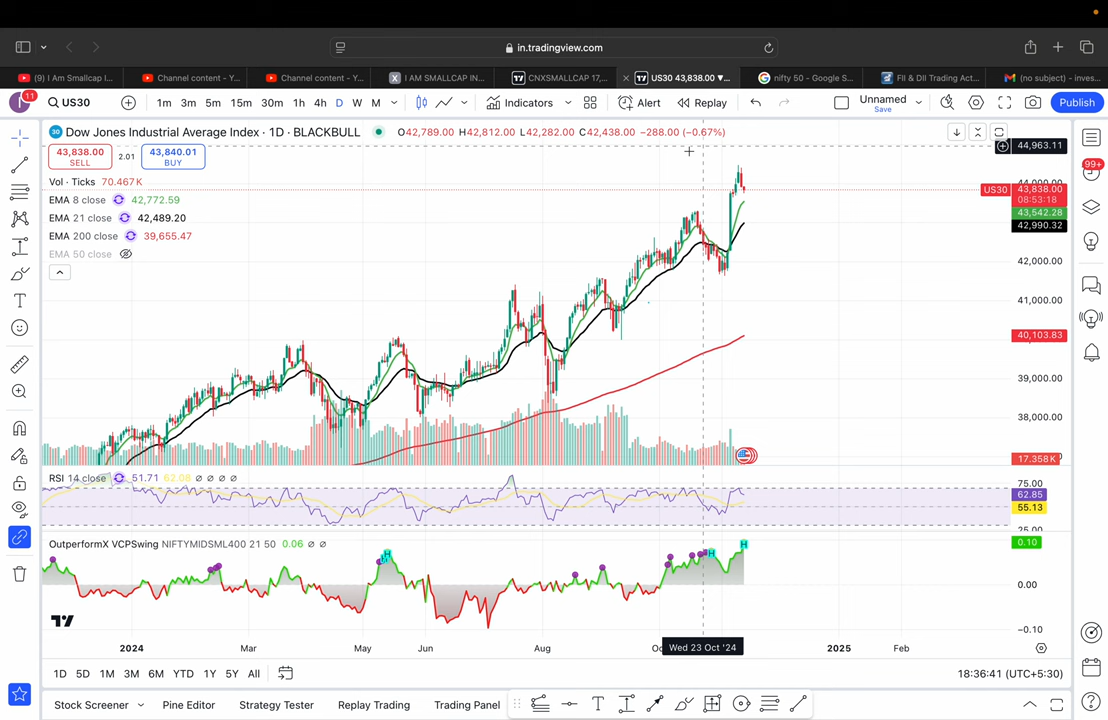 in.tradingview.com
(9) I Am Smallcap I...
Channel content - Y...
Channel content - Y...
I AM SMALLCAP IN...
CNXSMALLCAP 17,...
US30 43,838.00 ▼...
nifty 50 - Google S...
FII & DII Trading Act...
(no subject) - inves...
I 11 US30 1m 3m 5m 15m 30m 1h 4h D W M Indicators Alert Replay Unnamed Save Publish
30 Dow Jones Industrial Average Index · 1D · BLACKBULL O42,789.00 H42,812.00 L42,282.00 C42,438.00 −288.00 (−0.67%)
43,838.00 SELL 2.01 43,840.01 BUY
Vol · Ticks 70.467K
EMA 8 close 42,772.59
EMA 21 close 42,489.20
EMA 200 close 39,655.47
EMA 50 close
44,963.11
44,000.00
US30 43,838.00
08:53:18
43,542.28
42,990.32
42,000.00
41,000.00
40,103.83
39,000.00
38,000.00
17.358K
99+
RSI 14 close 51.71 62.08 ∅ ∅ ∅ ∅
75.00
62.85
55.13
25.00
OutperformX VCPSwing NIFTYMIDSML400 21 50 0.06 ∅ ∅
H
H
H
0.10
0.00
−0.10
2024 Mar May Jun Aug Wed 23 Oct '24 2025 Feb
1D 5D 1M 3M 6M YTD 1Y 5Y All 18:36:41 (UTC+5:30)
Stock Screener Pine Editor Strategy Tester Replay Trading Trading Panel